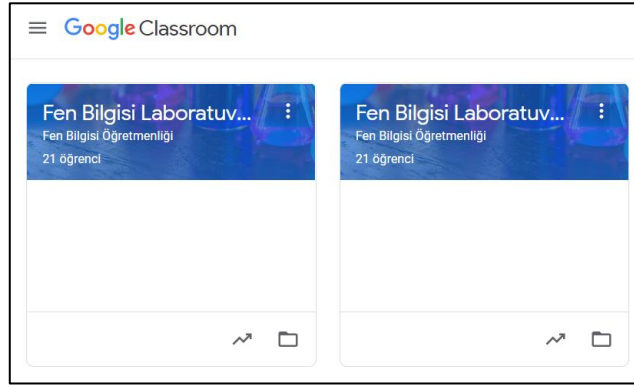 Google Classroom
Fen Bilgisi Laboratuv...
Fen Bilgisi Öğretmenliği
21 öğrenci
Fen Bilgisi Laboratuv...
Fen Bilgisi Öğretmenliği
21 öğrenci